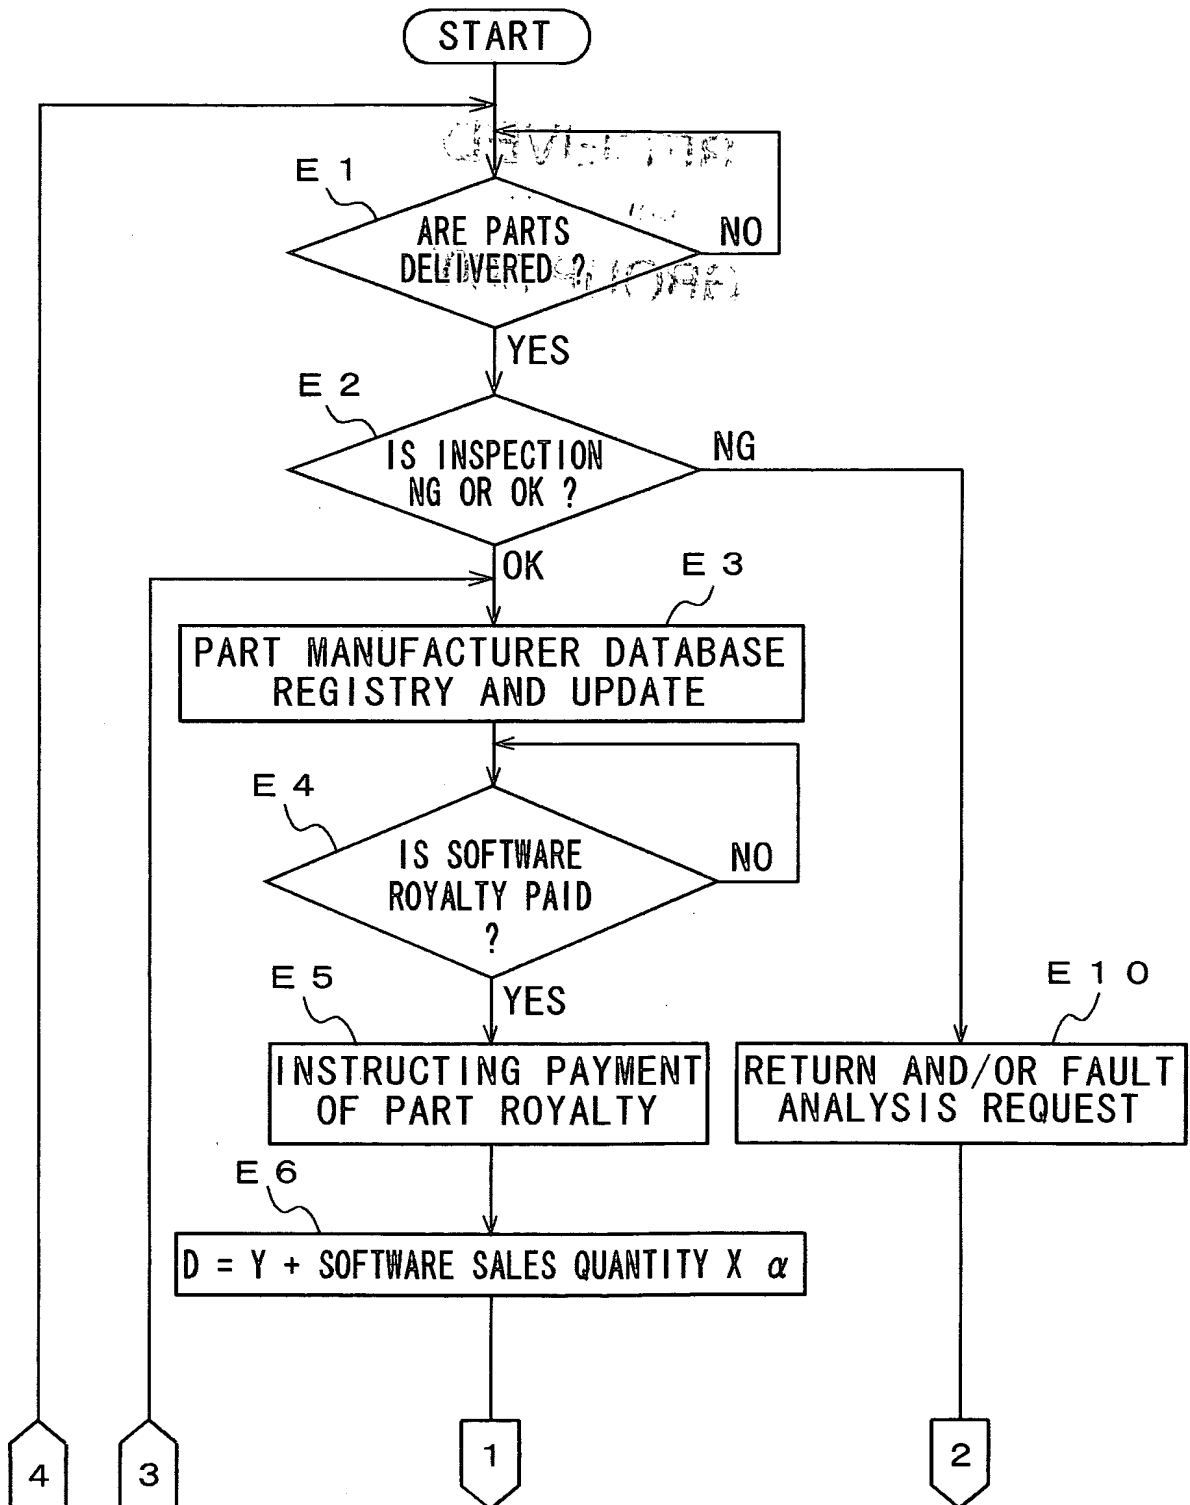 START
E 1
ARE PARTS
DELIVERED ?
NO
YES
E 2
IS INSPECTION
NG OR OK ?
NG
OK
E 3
PART MANUFACTURER DATABASE
REGISTRY AND UPDATE
E 4
IS SOFTWARE
ROYALTY PAID
?
NO
YES
E 5
INSTRUCTING PAYMENT
OF PART ROYALTY
E 1 0
RETURN AND/OR FAULT
ANALYSIS REQUEST
E 6
D = Y + SOFTWARE SALES QUANTITY X α
4
3
1
2